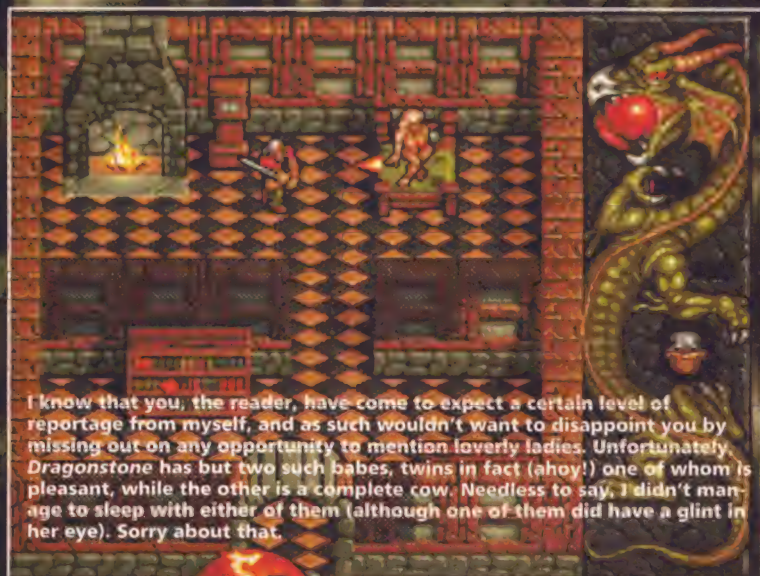 I know that you, the reader, have come to expect a certain level of
reportage from myself, and as such wouldn't want to disappoint you by
missing out on any opportunity to mention loverly ladies. Unfortunately,
Dragonstone has but two such babes, twins in fact (ahoy!) one of whom is
pleasant, while the other is a complete cow. Needless to say, I didn't man-
age to sleep with either of them (although one of them did have a glint in
her eye). Sorry about that.